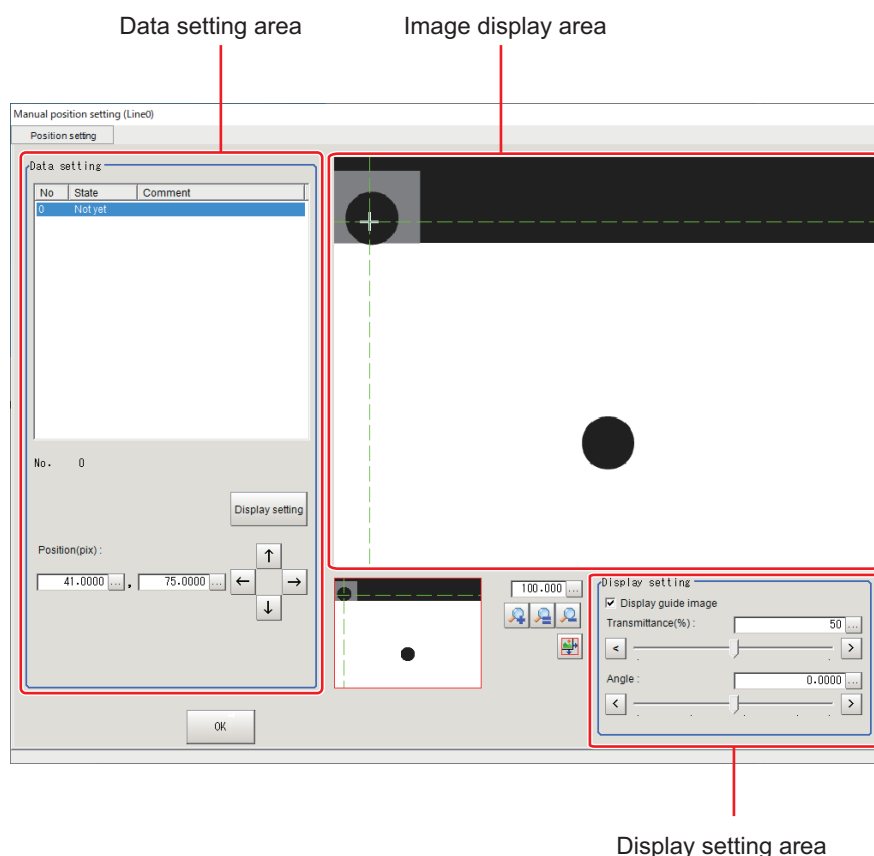 Data setting area
Image display area
Manual position setting (Line0)
Position setting
Data setting
No State Comment
0 Not yet
No. 0
Display setting
Position(pix) :
41.0000 ... , 75.0000 ...
← ↑ → ↓
100.000 ...
Display setting
Display guide image
Transmittance(%) : 50 ...
< >
Angle : 0.0000 ...
< >
OK
Display setting area